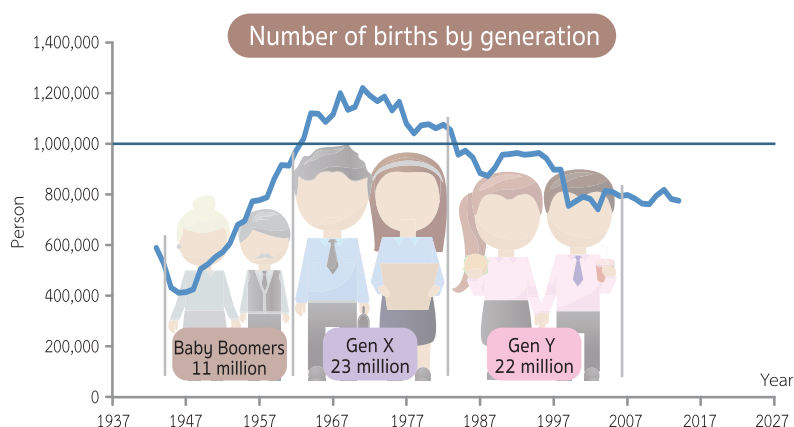 Number of births by generation
Person
1,400,000
1,200,000
1,000,000
800,000
600,000
400,000
200,000
0
Baby Boomers
11 million
Gen X
23 million
Gen Y
22 million
Year
1937 1947 1957 1967 1977 1987 1997 2007 2017 2027